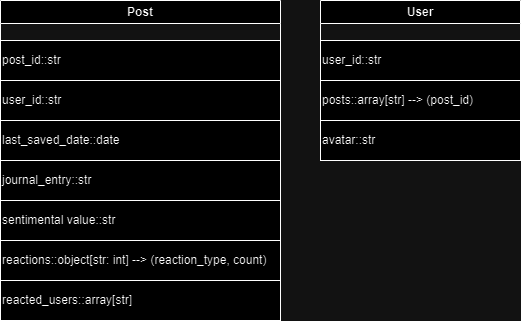 Post
post_id::str
user_id::str
last_saved_date::date
journal_entry::str
sentimental value::str
reactions::object[str: int] --> (reaction_type, count)
reacted_users::array[str]
User
user_id::str
posts::array[str] --> (post_id)
avatar::str